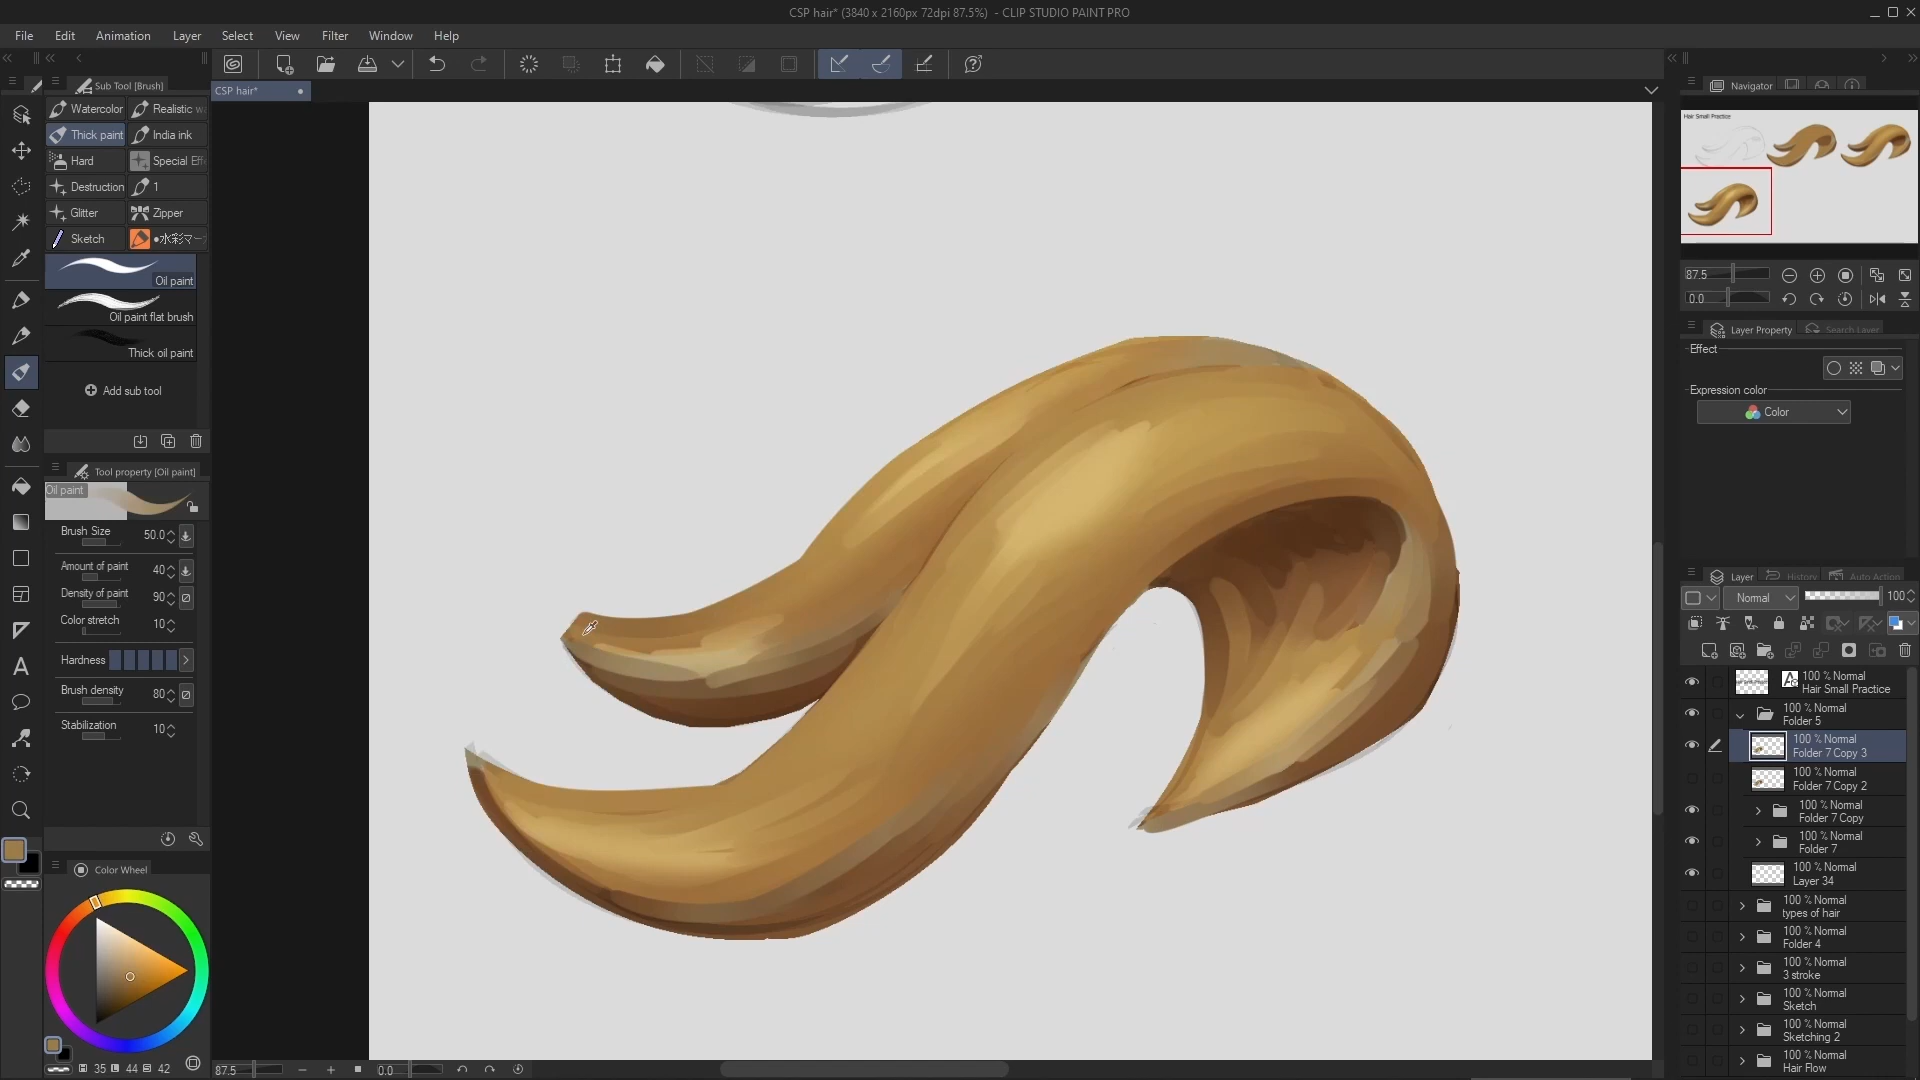 CSP hair* (3840 x 2160px 72dpi 87.5%) - CLIP STUDIO PAINT PRO
File Edit Animation Layer Select View Filter Window Help
Sub Tool [Brush]
CSP hair*
Watercolor Realistic
Thick paint India ink
Hard Special Eff
Destruction 1
Glitter Zipper
Sketch ●水彩マー
Oil paint
Oil paint flat brush
Thick oil paint
Add sub tool
Tool property [Oil paint]
Oil paint
Brush Size 50.0
Amount of paint 40
Density of paint 90
Color stretch 10
Hardness
Brush density 80
Stabilization 10
Color Wheel
35 44 42
87.5 0.0
Navigator
Hair Small Practice
87.5
0.0
Layer Property Search Layer
Effect
Expression color
Color
Layer History Auto Action
Normal 100
100 % Normal
Hair Small Practice
100 % Normal
Folder 5
100 % Normal
Folder 7 Copy 3
100 % Normal
Folder 7 Copy 2
100 % Normal
Folder 7 Copy
100 % Normal
Folder 7
100 % Normal
Layer 34
100 % Normal
types of hair
100 % Normal
Folder 4
100 % Normal
3 stroke
100 % Normal
Sketch
100 % Normal
Sketching 2
100 % Normal
Hair Flow